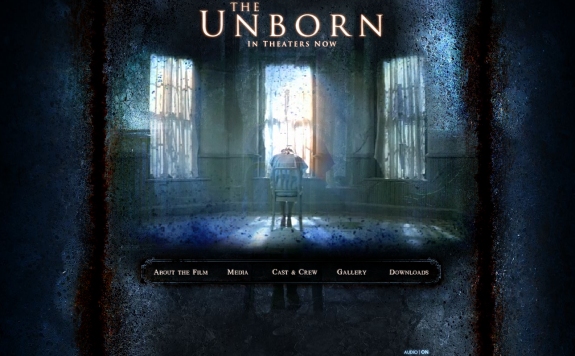 THE
UNBORN
IN THEATERS NOW
ABOUT THE FILM
MEDIA
CAST & CREW
GALLERY
DOWNLOADS
AUDIO | ON